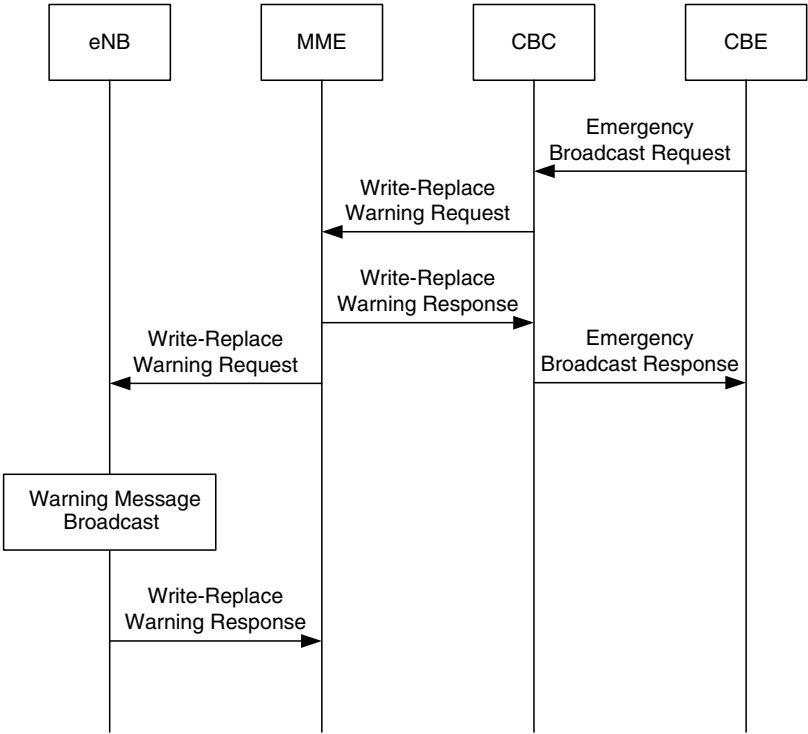 eNB
MME
CBC
CBE
Emergency
Broadcast Request
Write-Replace
Warning Request
Write-Replace
Warning Response
Write-Replace
Warning Request
Emergency
Broadcast Response
Warning Message
Broadcast
Write-Replace
Warning Response